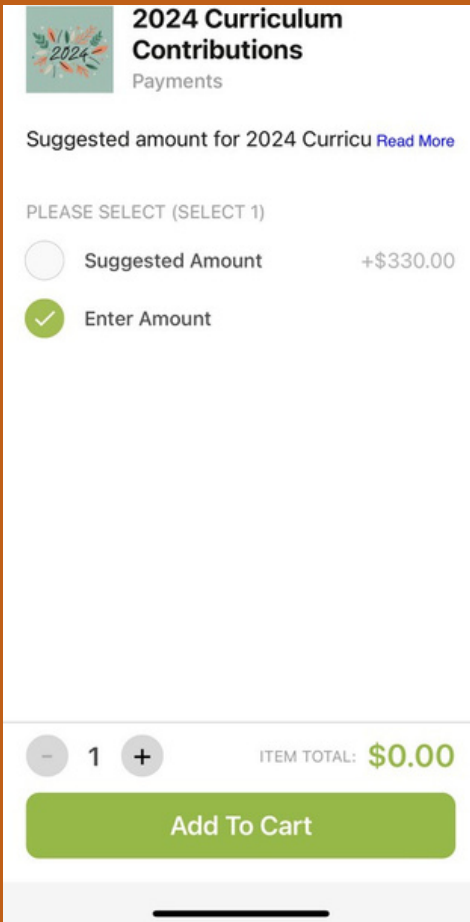 2024
2024 Curriculum
Contributions
Payments
Suggested amount for 2024 Curricu Read More
PLEASE SELECT (SELECT 1)
Suggested Amount +$330.00
Enter Amount
- 1 + ITEM TOTAL: $0.00
Add To Cart